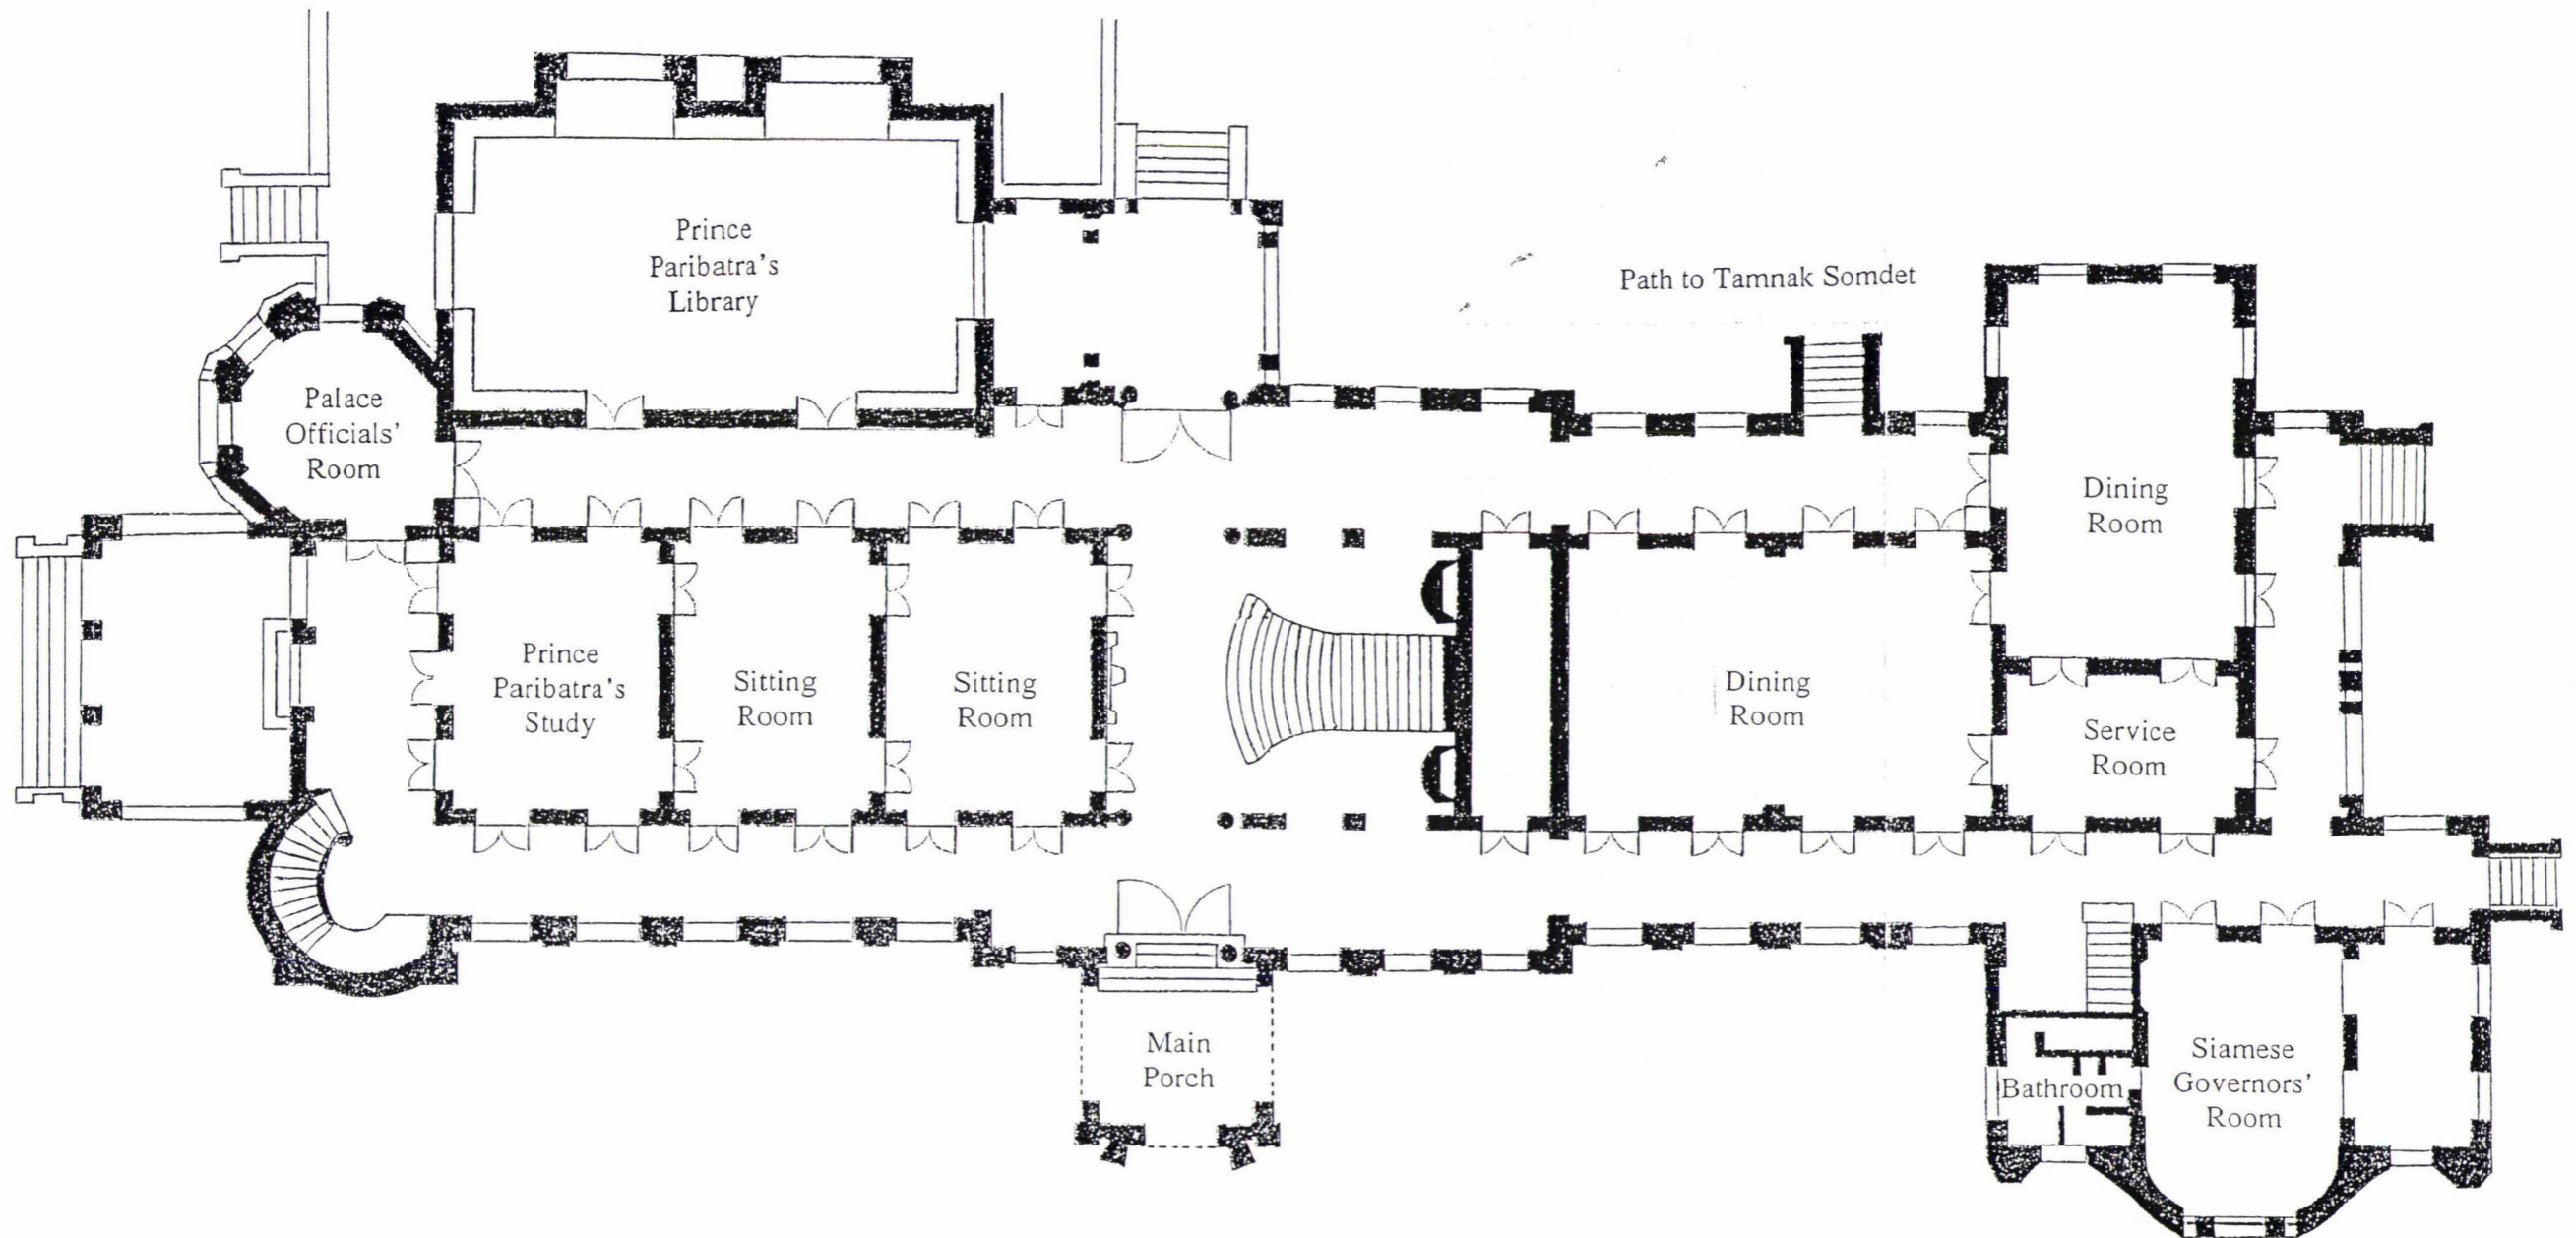 Prince
Paribatra's
Library
Path to Tamnak Somdet
Palace
Officials'
Room
Dining
Room
Prince
Paribatra's
Study
Sitting
Room
Sitting
Room
Dining
Room
Service
Room
Main
Porch
Bathroom
Siamese
Governors'
Room